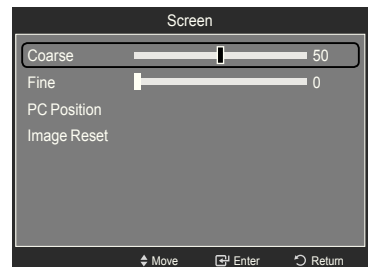 Screen
Coarse 50
Fine 0
PC Position
Image Reset
Move Enter Return